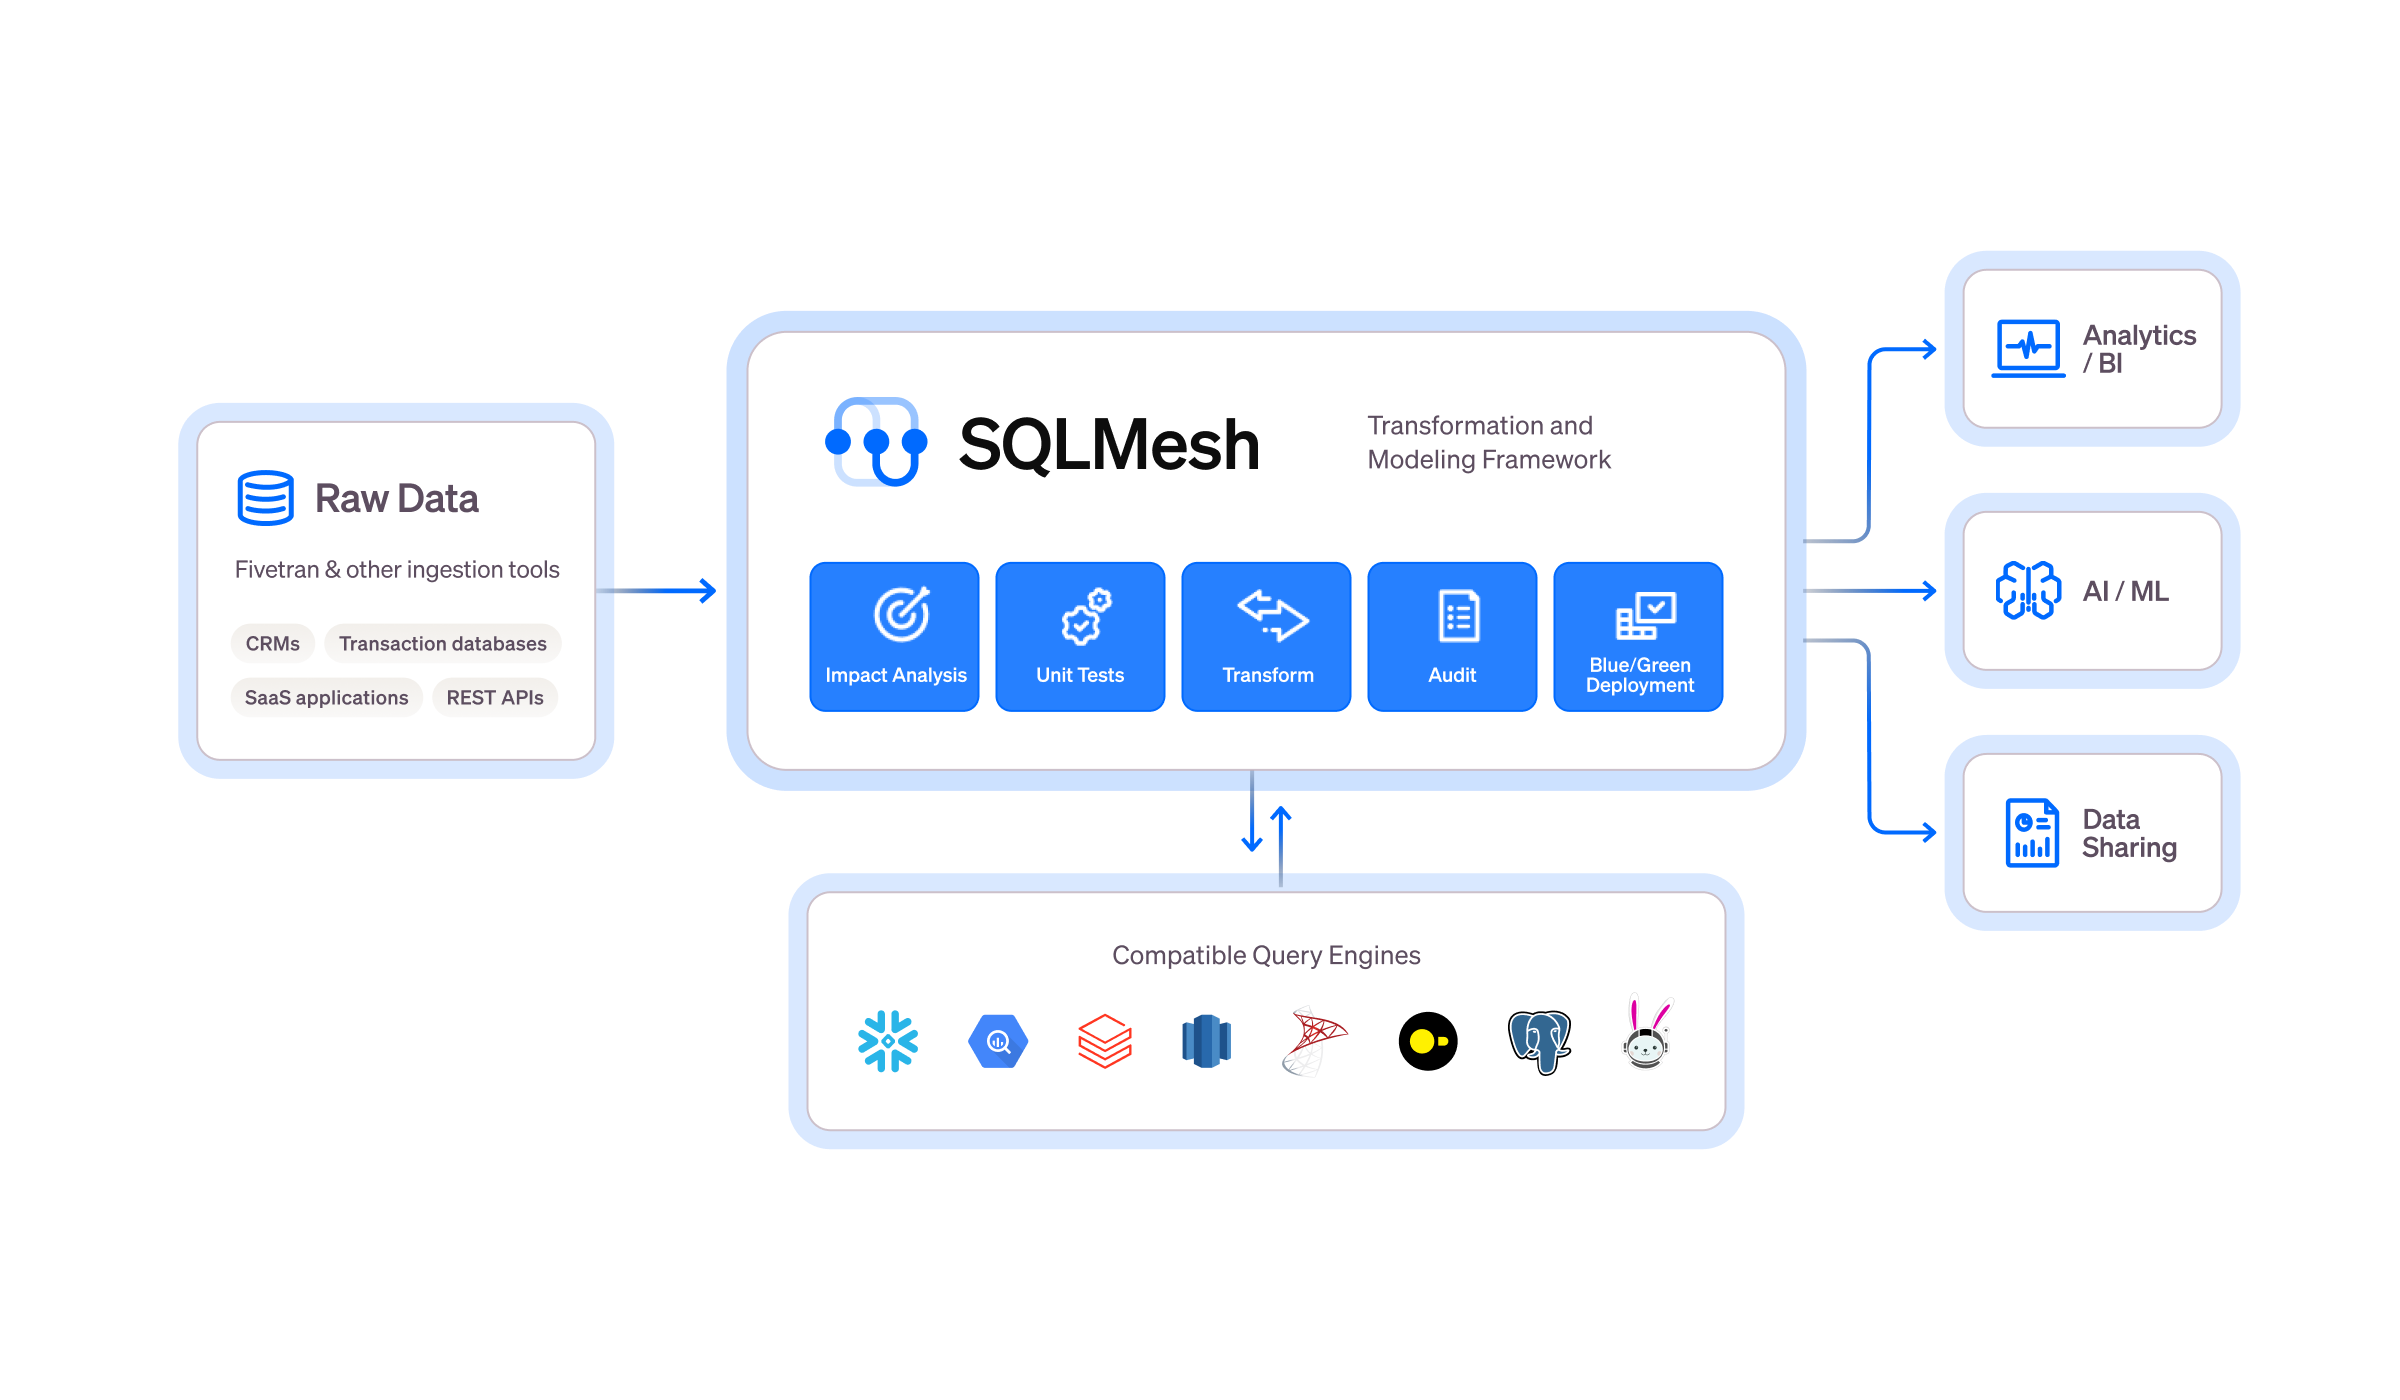 Raw Data
Fivetran & other ingestion tools
CRMs
Transaction databases
SaaS applications
REST APIs
SQLMesh
Transformation and
Modeling Framework
Impact Analysis
Unit Tests
Transform
Audit
Blue/Green
Deployment
Compatible Query Engines
Analytics
/ BI
AI / ML
Data
Sharing